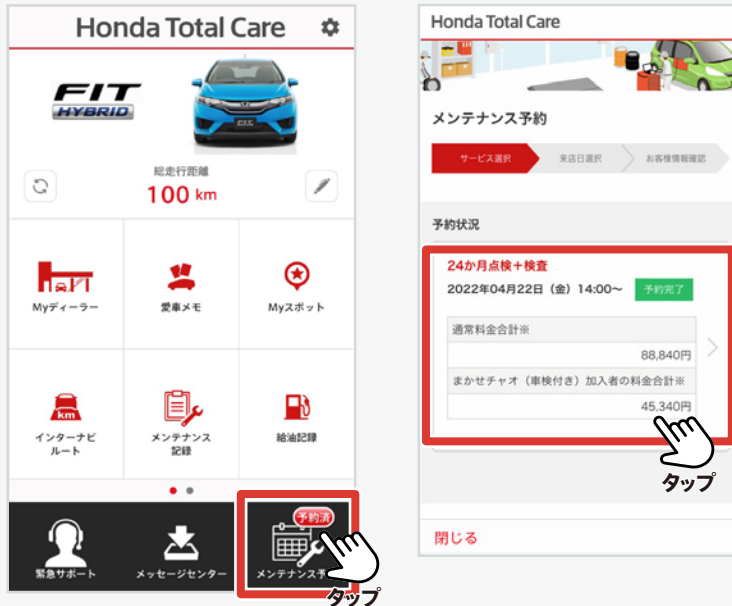 Honda Total Care
FIT
HYBRID
総走行距離
100 km
Myディーラー
愛車メモ
Myスポット
km
インターナビ
ルート
メンテナンス
記録
給油記録
予約済
緊急サポート
メッセージセンター
メンテナンス予
タップ
Honda Total Care
メンテナンス予約
サービス選択
来店日選択
お客様情報確認
予約状況
24か月点検＋検査
2022年04月22日（金）14:00〜
予約完了
通常料金合計※
88,840円
まかせチャオ（車検付き）加入者の料金合計※
45,340円
タップ
閉じる